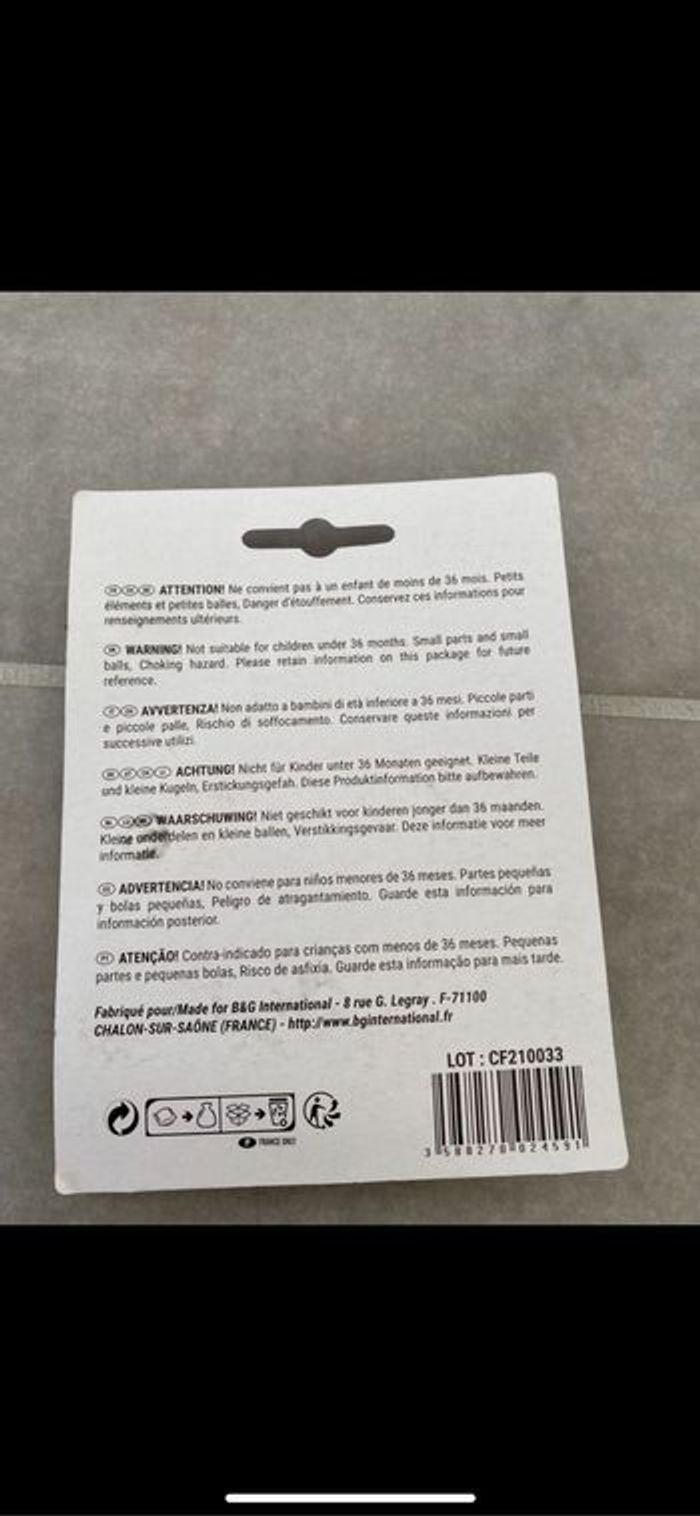 ATTENTION! Ne convient pas à un enfant de moins de 36 mois. Petits
éléments et petites balles, Danger d'étouffement. Conservez ces informations pour
renseignements ultérieurs.
WARNING! Not suitable for children under 36 months. Small parts and small
balls, Choking hazard. Please retain information on this package for future
reference.
AVVERTENZA! Non adatto a bambini di età inferiore a 36 mesi. Piccole parti
e piccole palle, Rischio di soffocamento. Conservare queste informazioni per
successive utilizi.
ACHTUNG! Nicht für Kinder unter 36 Monaten geeignet. Kleine Teile
und kleine Kugeln, Erstickungsgefah. Diese Produktinformation bitte aufbewahren.
WAARSCHUWING! Niet geschikt voor kinderen jonger dan 36 maanden.
Kleine onderdelen en kleine ballen, Verstikkingsgevaar. Deze informatie voor meer
informatie.
ADVERTENCIA! No conviene para niños menores de 36 meses. Partes pequeñas
y bolas pequeñas, Peligro de atragantamiento. Guarde esta información para
información posterior.
ATENÇÃO! Contra-indicado para crianças com menos de 36 meses. Pequenas
partes e pequenas bolas, Risco de asfixia. Guarde esta informação para mais tarde.
Fabriqué pour/Made for B&G International - 8 rue G. Legray . F-71100
CHALON-SUR-SAÔNE (FRANCE) - http://www.bginternational.fr
LOT : CF210033
FRANCE ONLY
3 588270 024591